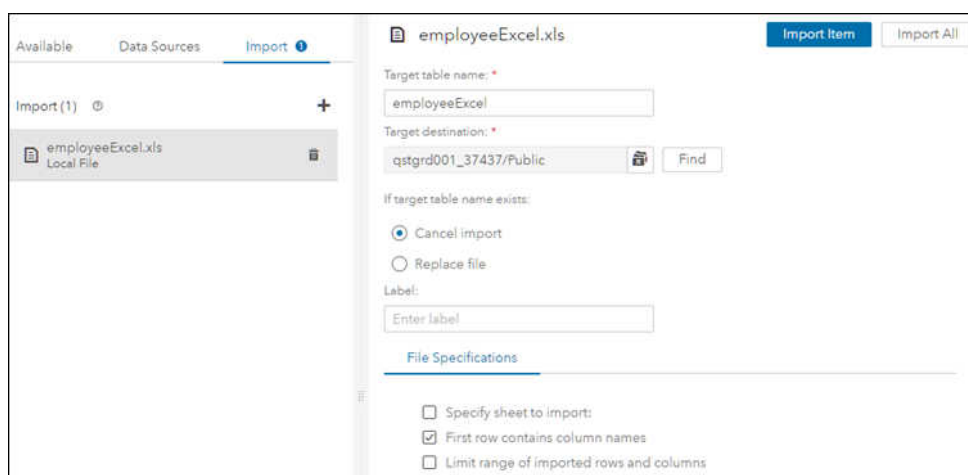 Available Data Sources Import 1
Import (1)
employeeExcel.xls
Local File
employeeExcel.xls Import Item Import All
Target table name: *
employeeExcel
Target destination: *
qstgrd001_37437/Public Find
If target table name exists:
Cancel import
Replace file
Label:
Enter label
File Specifications
Specify sheet to import:
First row contains column names
Limit range of imported rows and columns